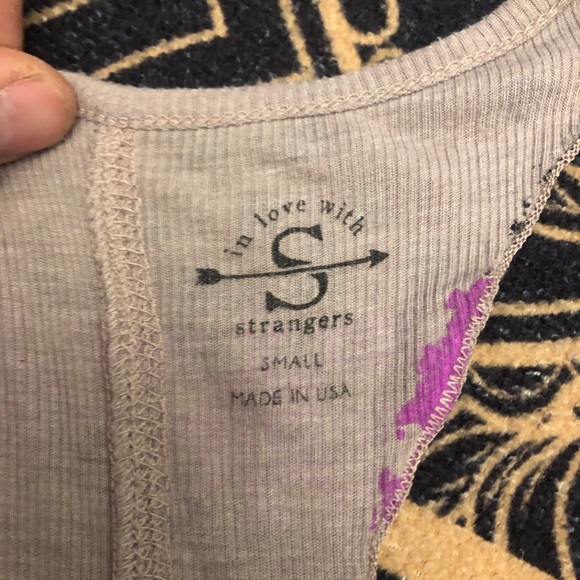 in love with
S
strangers
SMALL
MADE IN USA